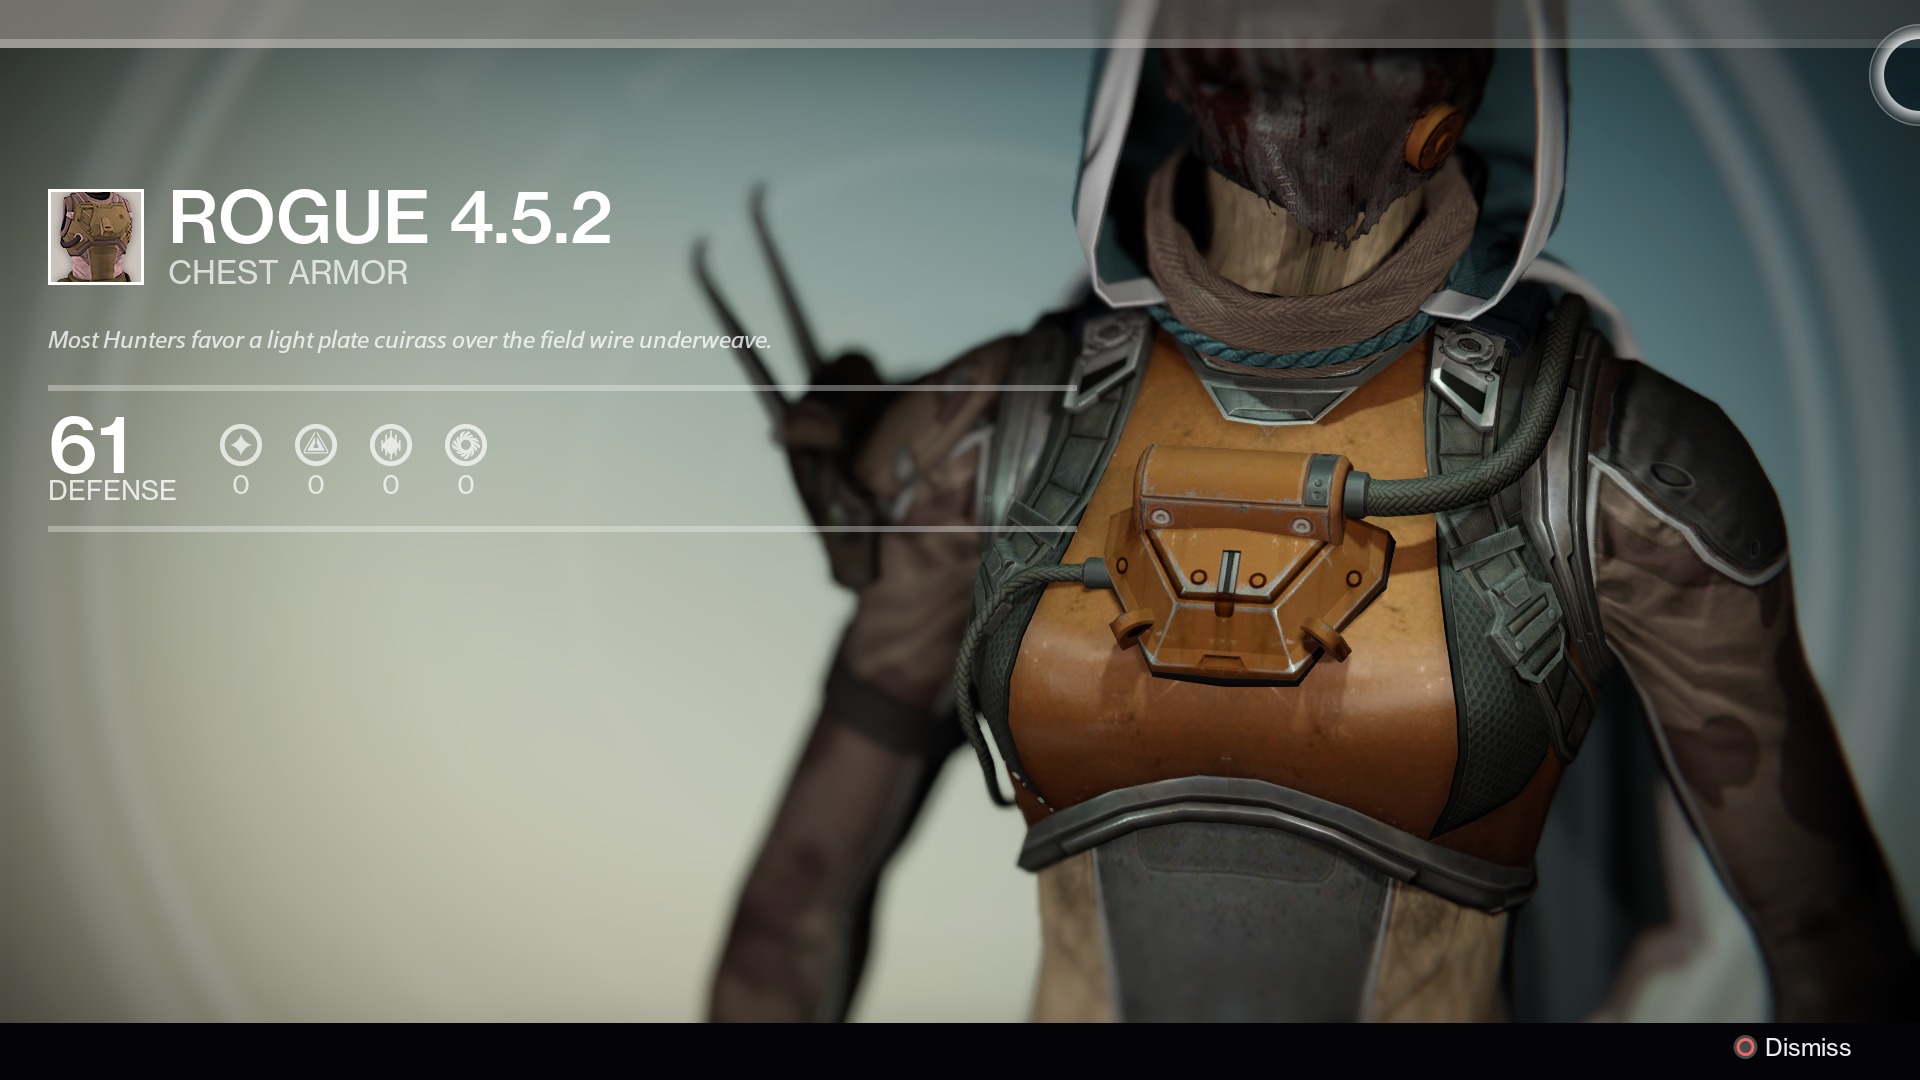 ROGUE 4.5.2
CHEST ARMOR
Most Hunters favor a light plate cuirass over the field wire underweave.
61
DEFENSE
0 0 0 0
Dismiss